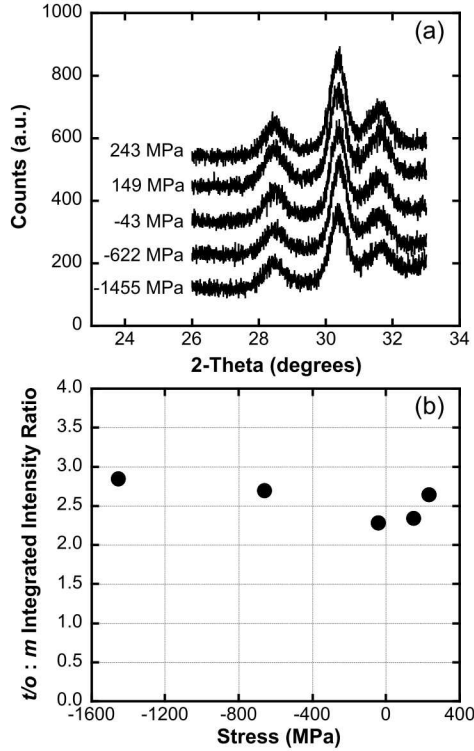 1000
(a)
800
600
243 MPa
400
149 MPa
-43 MPa
200
-622 MPa
-1455 MPa
0
24 26 28 30 32 34
2-Theta (degrees)
Counts (a.u.)
4.0
(b)
3.5
3.0
2.5
2.0
1.5
1.0
0.5
0.0
-1600 -1200 -800 -400 0 400
Stress (MPa)
t/o : m Integrated Intensity Ratio